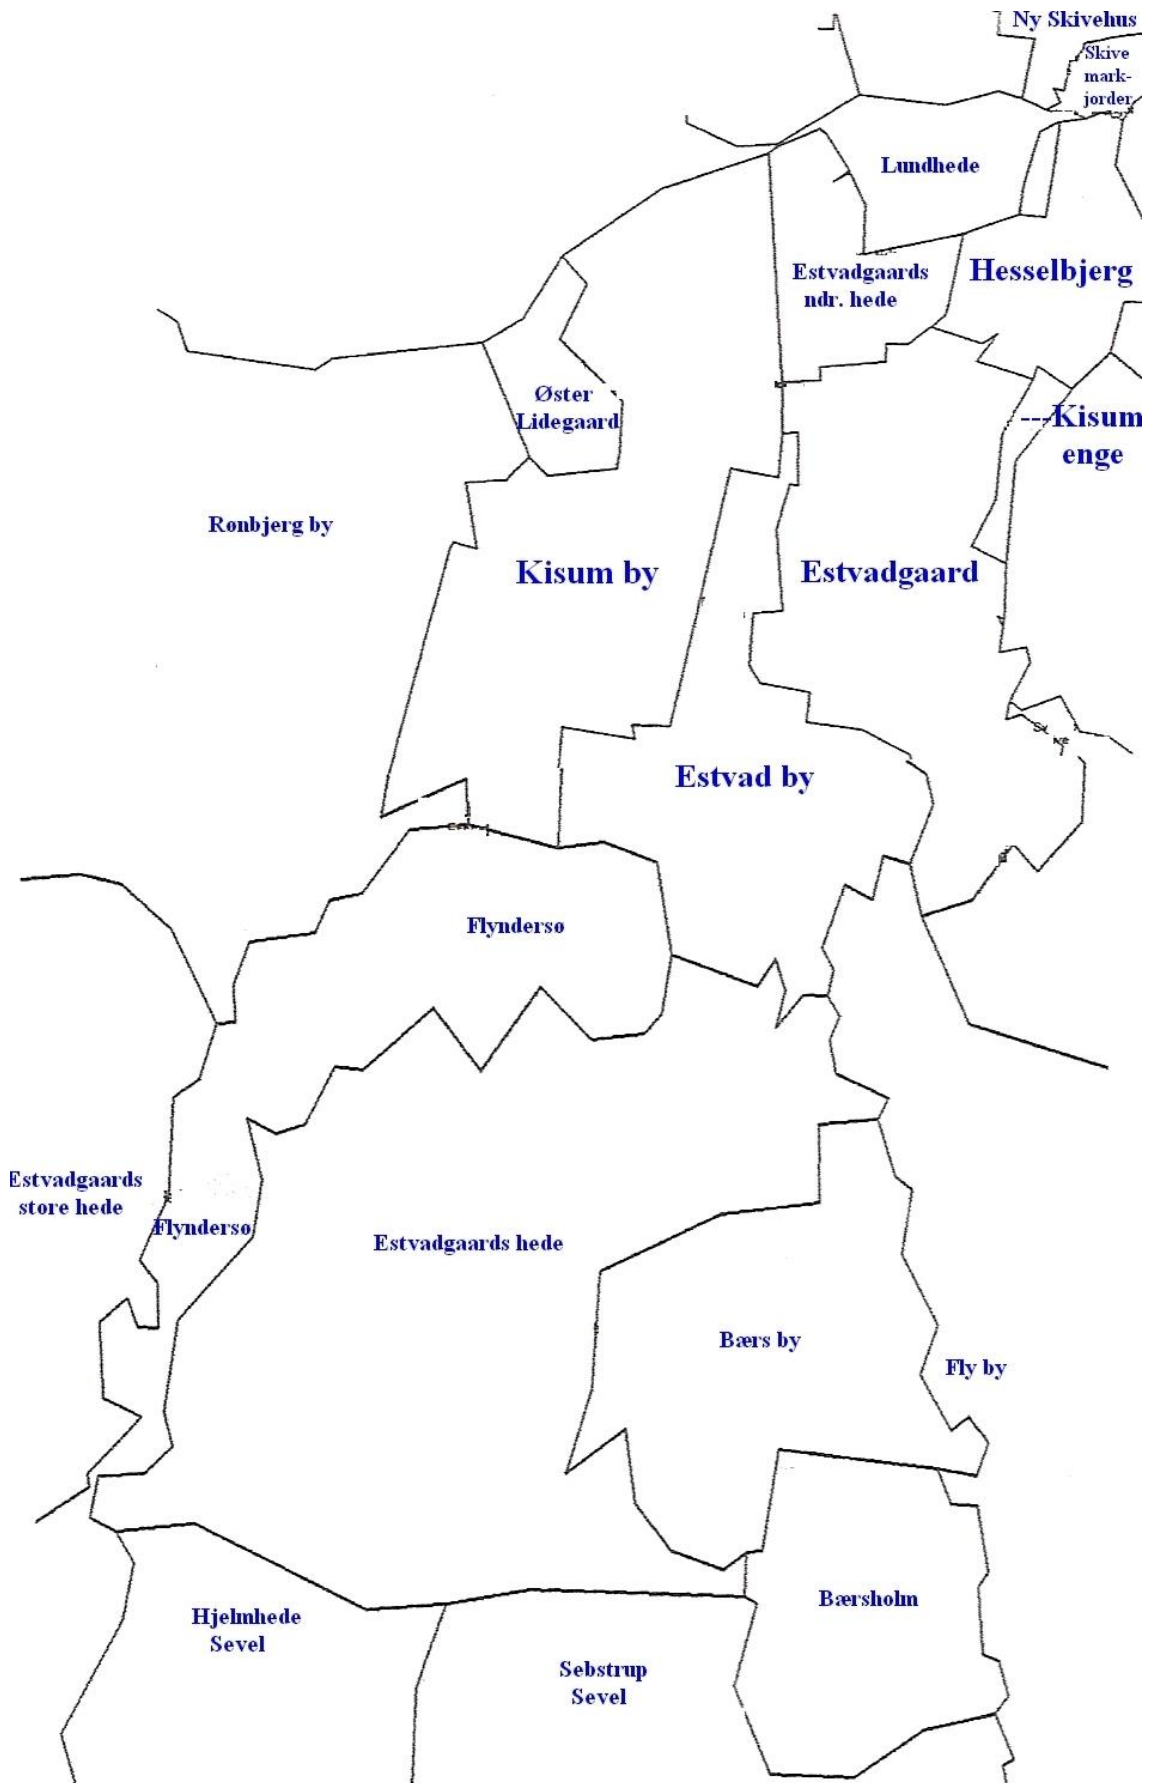 Ny Skivehus
Skive
mark-
jorder
Lundhede
Estvadgaards
ndr. hede
Hesselbjerg
Øster
Lidegaard
---Kisum
enge
Rønbjerg by
Kisum by
Estvadgaard
Estvad by
Flyndersø
Estvadgaards
store hede
Flyndersø
Estvadgaards hede
Bærs by
Fly by
Bærsholm
Hjelmhede
Sevel
Sebstrup
Sevel